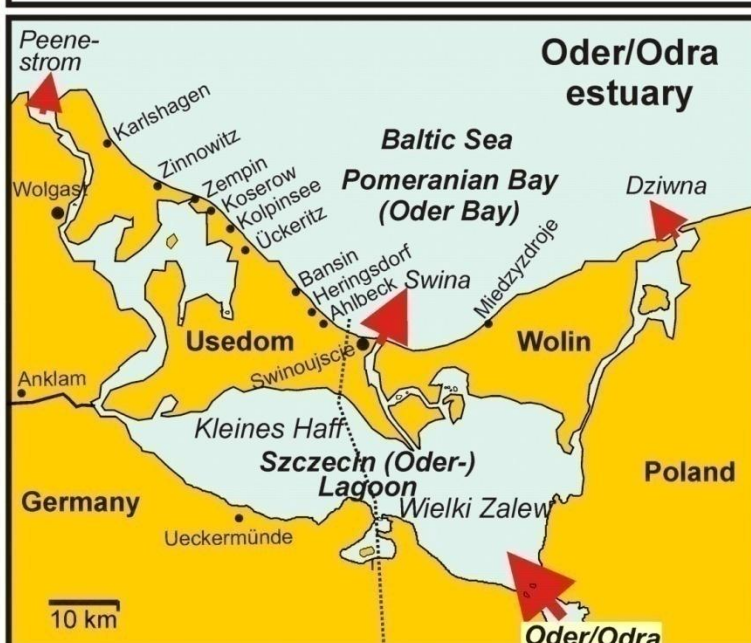 Peene-
strom
Oder/Odra
estuary
Karlshagen
Zinnowitz
Baltic Sea
Zempin
Koserow
Pomeranian Bay
Dziwna
Wolgast
Kolpinsee
(Oder Bay)
Ückeritz
Miedzyzdroje
Bansin
Heringsdorf
Ahlbeck
Swina
Usedom
Wolin
Swinoujscie
Anklam
Kleines Haff
Szczecin (Oder-)
Lagoon
Poland
Germany
Wielki Zalew
Ueckermünde
10 km
Oder/Odra